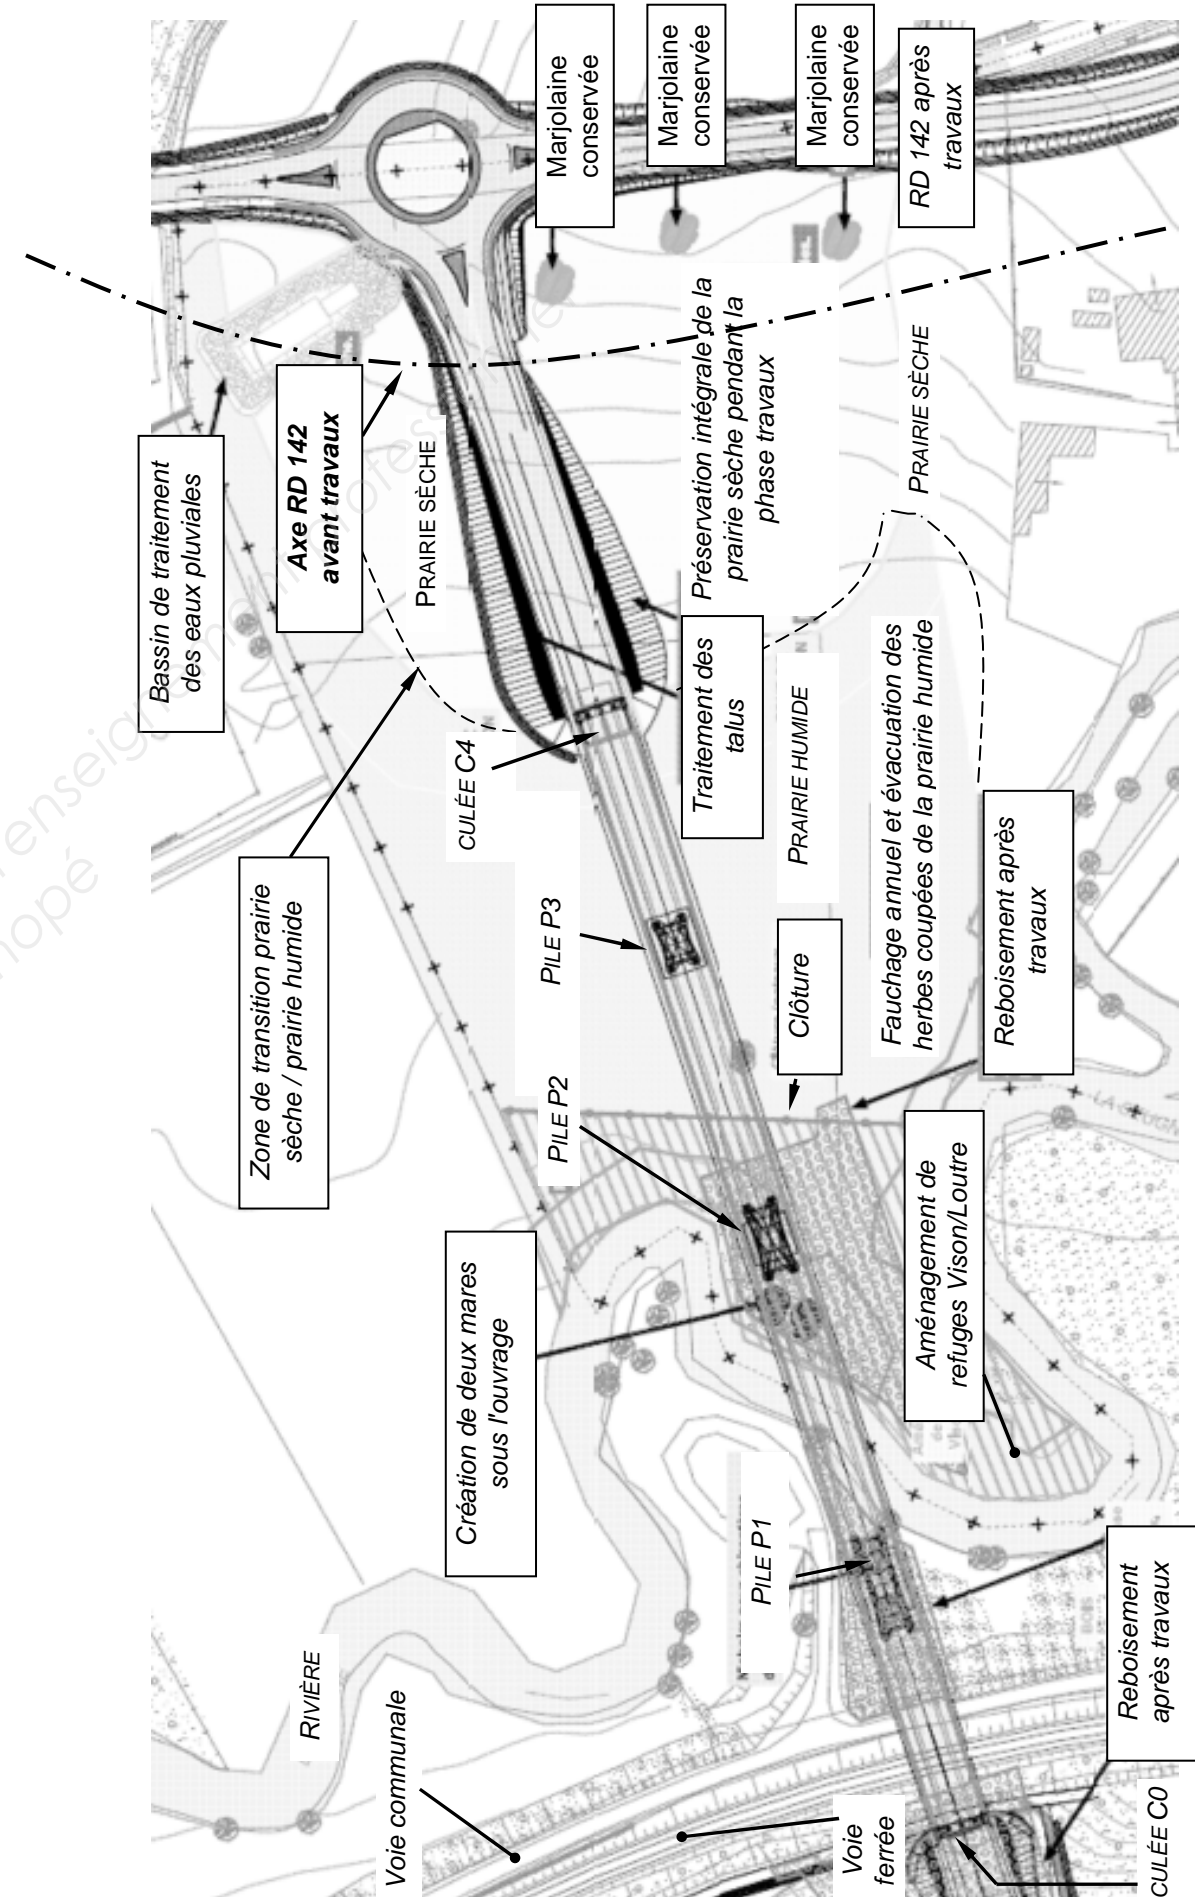 Marjolaine
conservée
Marjolaine
conservée
Marjolaine
conservée
RD 142 après
travaux
Bassin de traitement
des eaux pluviales
Axe RD 142
avant travaux
PRAIRIE SÈCHE
Préservation intégrale de la
prairie sèche pendant la
phase travaux
PRAIRIE SÈCHE
Zone de transition prairie
sèche / prairie humide
CULÉE C4
Traitement des
talus
PRAIRIE HUMIDE
Fauchage annuel et évacuation des
herbes coupées de la prairie humide
PILE P3
Clôture
Reboisement après
travaux
PILE P2
Création de deux mares
sous l'ouvrage
Aménagement de
refuges Vison/Loutre
PILE P1
RIVIÈRE
Voie communale
Voie
ferrée
Reboisement
après travaux
CULÉE C0